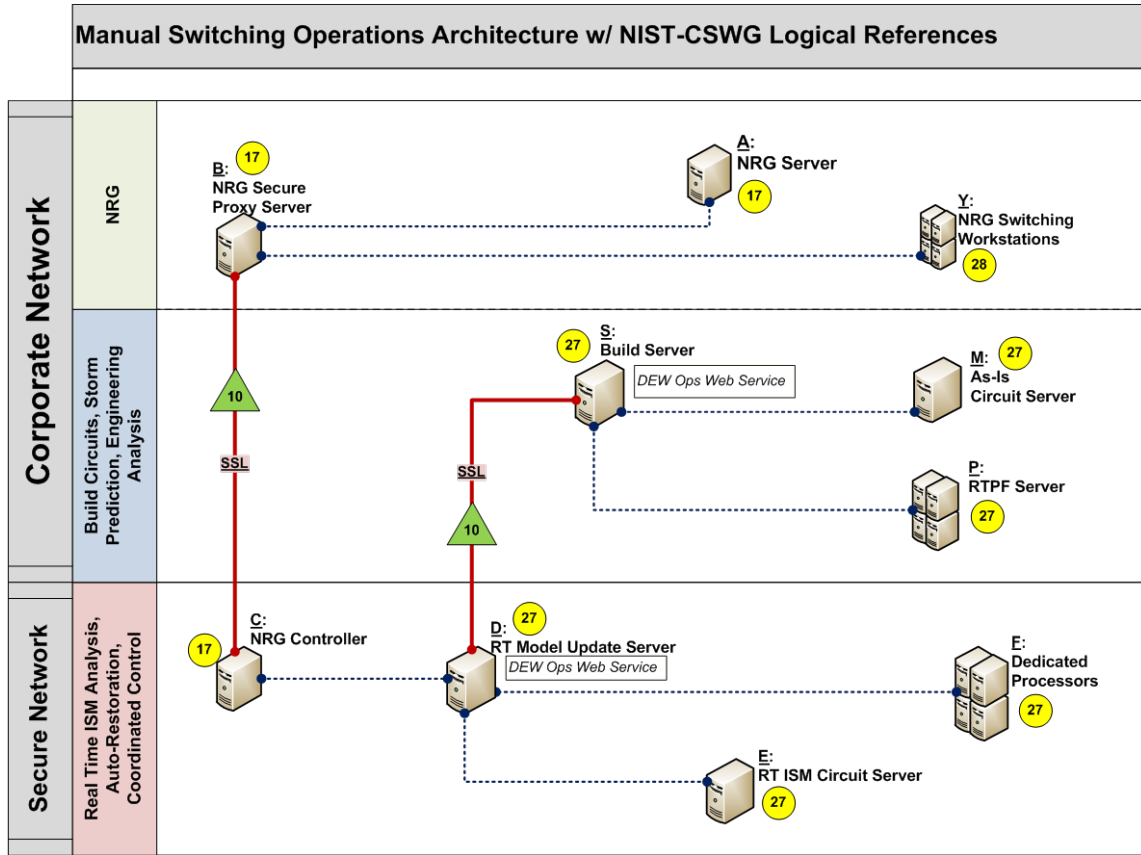 Manual Switching Operations Architecture w/ NIST-CSWG Logical References
Corporate Network
NRG
B:
17
NRG Secure
Proxy Server
A:
NRG Server
17
Y:
NRG Switching
Workstations
28
Build Circuits, Storm
Prediction, Engineering
Analysis
10
SSL
27
S:
Build Server
DEW Ops Web Service
SSL
10
M:
27
As-Is
Circuit Server
P:
RTPF Server
27
Secure Network
Real Time ISM Analysis,
Auto-Restoration,
Coordinated Control
C:
NRG Controller
17
D:
27
RT Model Update Server
DEW Ops Web Service
F:
Dedicated
Processors
27
E:
RT ISM Circuit Server
27